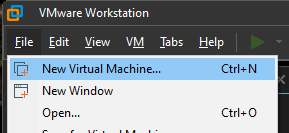 VMware Workstation
File Edit View VM Tabs Help
New Virtual Machine... Ctrl+N
New Window
Open... Ctrl+O